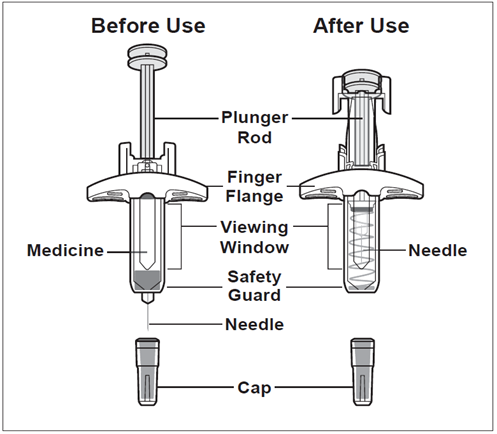 Before Use
After Use
Plunger
Rod
Finger
Flange
Viewing
Window
Medicine
Needle
Safety
Guard
Needle
Cap